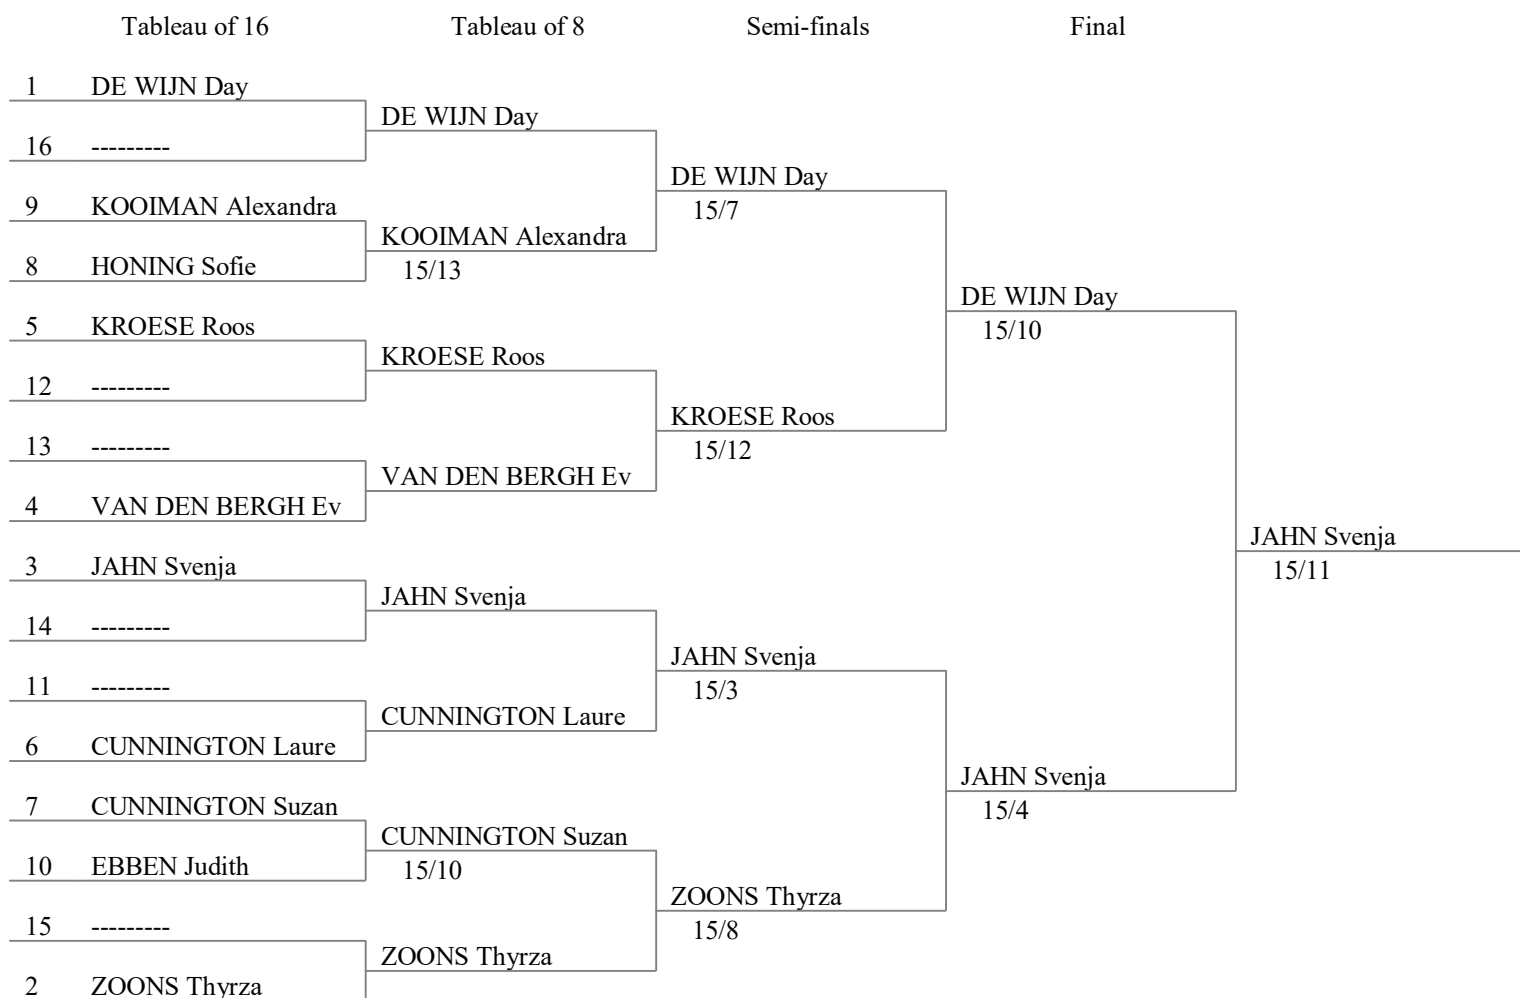 Tableau of 16 Tableau of 8 Semi-finals Final
1 DE WIJN Day
DE WIJN Day
16 ---------
DE WIJN Day
9 KOOIMAN Alexandra
15/7
KOOIMAN Alexandra
8 HONING Sofie
15/13
DE WIJN Day
5 KROESE Roos
15/10
KROESE Roos
12 ---------
KROESE Roos
13 ---------
15/12
VAN DEN BERGH Ev
4 VAN DEN BERGH Ev
JAHN Svenja
3 JAHN Svenja
15/11
JAHN Svenja
14 ---------
JAHN Svenja
11 ---------
15/3
CUNNINGTON Laure
6 CUNNINGTON Laure
JAHN Svenja
7 CUNNINGTON Suzan
15/4
CUNNINGTON Suzan
10 EBBEN Judith
15/10
ZOONS Thyrza
15 ---------
15/8
ZOONS Thyrza
2 ZOONS Thyrza